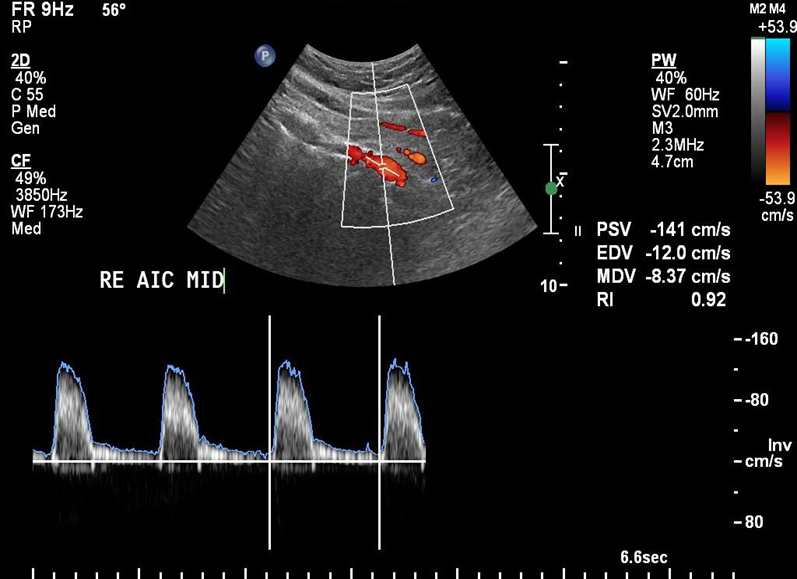 FR 9Hz 56°
RP
2D
40%
C 55
P Med
Gen
CF
49%
3850Hz
WF 173Hz
Med
P
M2 M4
+53.9
PW
40%
WF 60Hz
SV2.0mm
M3
2.3MHz
4.7cm
-53.9
cm/s
X
PSV -141 cm/s
EDV -12.0 cm/s
MDV -8.37 cm/s
RI 0.92
10
RE AIC MID
-160
-80
Inv
cm/s
80
6.6sec